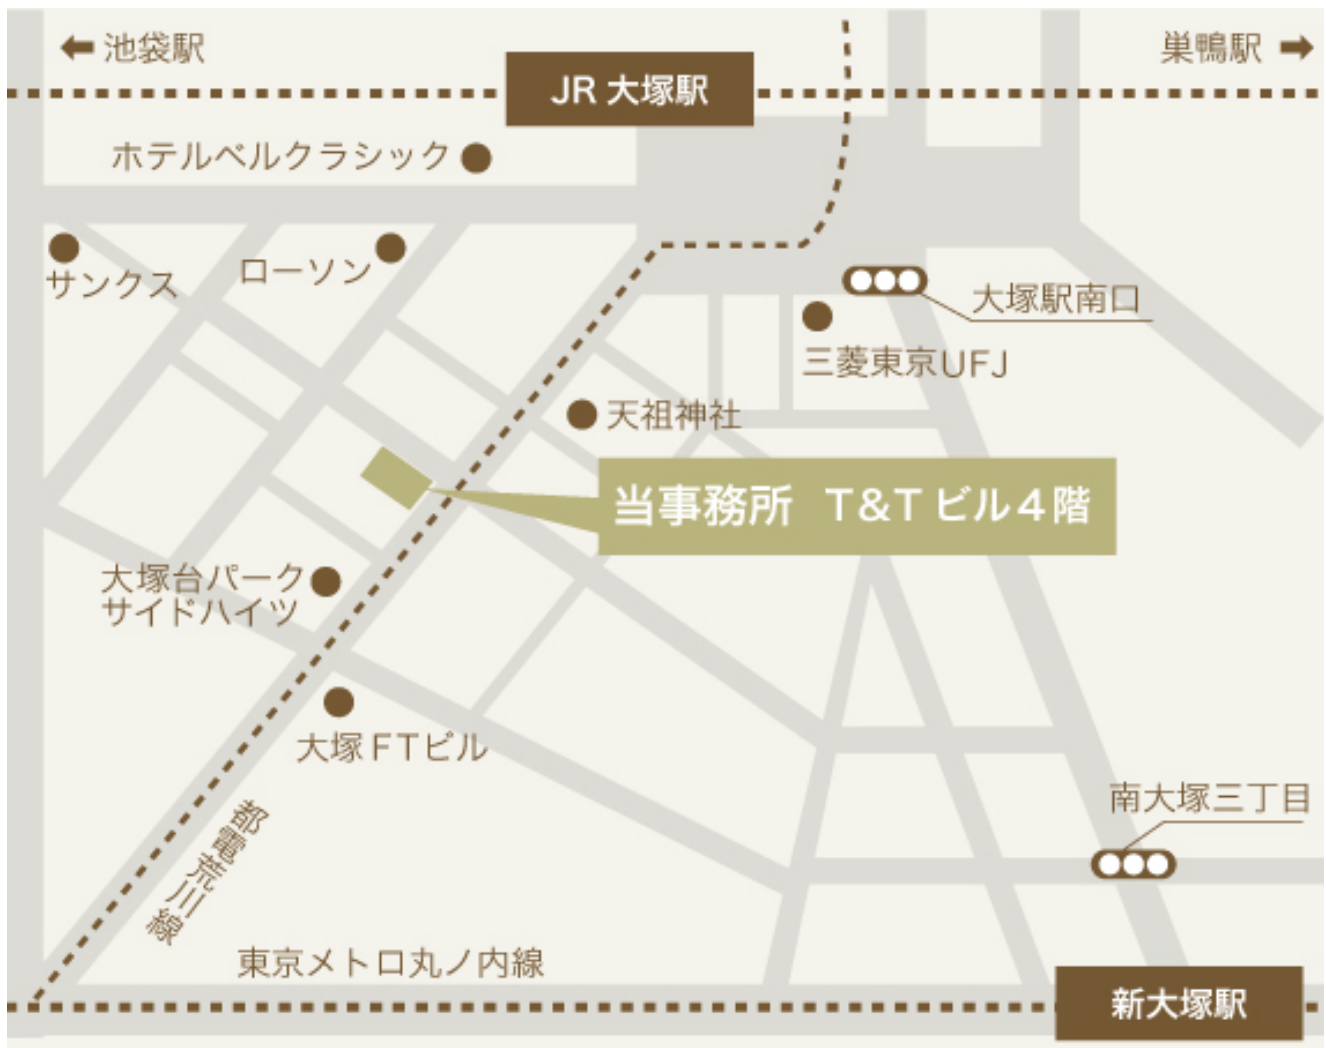 池袋駅
巣鴨駅
JR 大塚駅
ホテルベルクラシック
サンクス
ローソン
大塚駅南口
三菱東京UFJ
天祖神社
当事務所 T&Tビル4階
大塚台パーク
サイドハイツ
大塚FTビル
南大塚三丁目
都電荒川線
東京メトロ丸ノ内線
新大塚駅